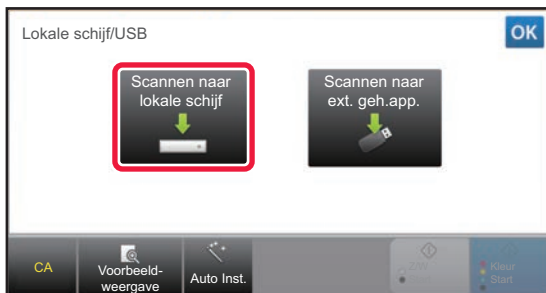 Lokale schijf/USB
OK
Scannen naar
lokale schijf
Scannen naar
ext. geh.app.
CA
Voorbeeld-
weergave
Auto Inst.
Z/W
Start
Kleur
Start